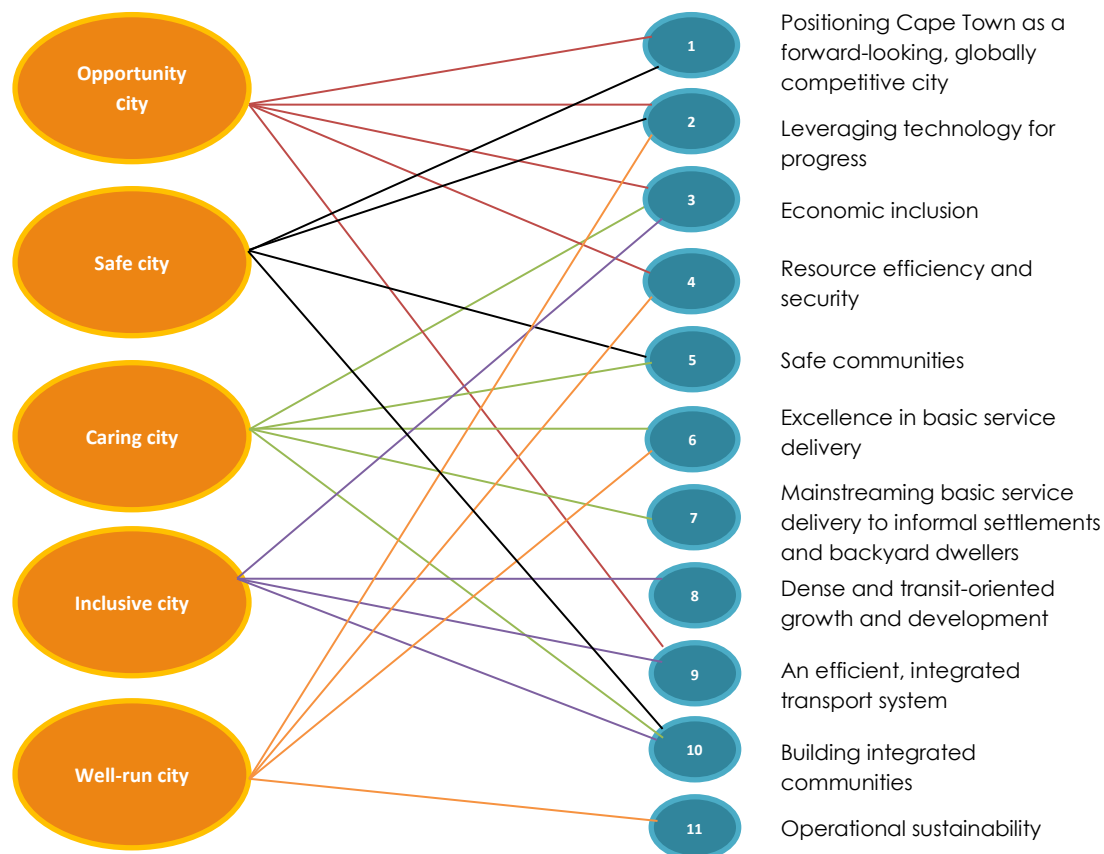 Opportunity
city
Safe city
Caring city
Inclusive city
Well-run city
1
Positioning Cape Town as a
forward-looking, globally
competitive city
2
Leveraging technology for
progress
3
Economic inclusion
4
Resource efficiency and
security
5
Safe communities
6
Excellence in basic service
delivery
7
Mainstreaming basic service
delivery to informal settlements
and backyard dwellers
8
Dense and transit-oriented
growth and development
9
An efficient, integrated
transport system
10
Building integrated
communities
11
Operational sustainability